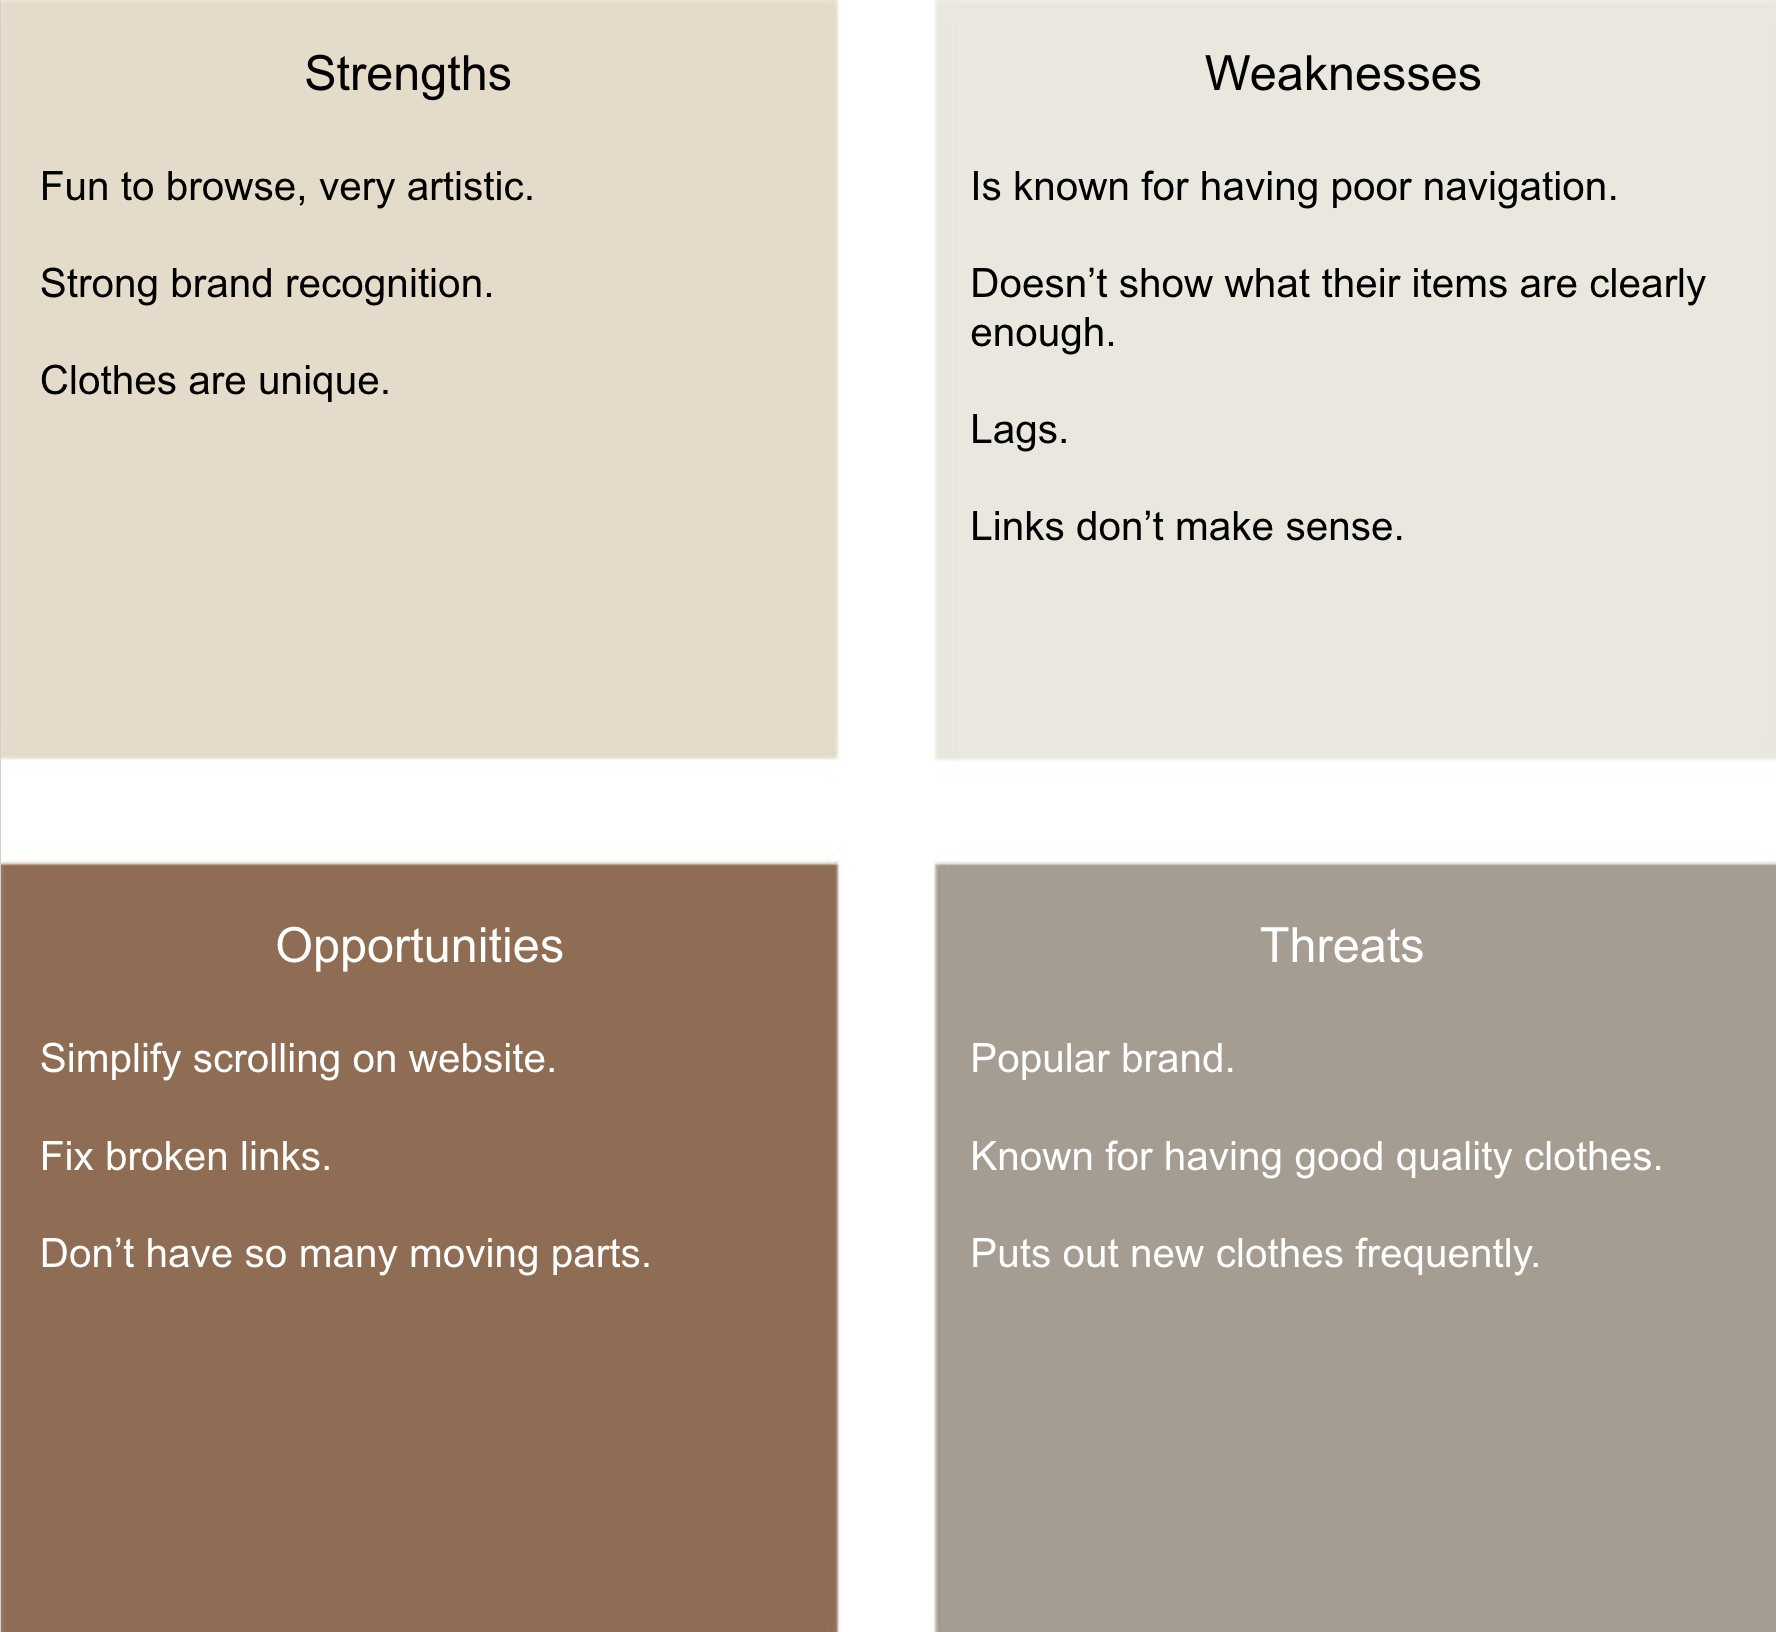 Strengths
Fun to browse, very artistic.
Strong brand recognition.
Clothes are unique.
Weaknesses
Is known for having poor navigation.
Doesn’t show what their items are clearly
enough.
Lags.
Links don’t make sense.
Opportunities
Simplify scrolling on website.
Fix broken links.
Don’t have so many moving parts.
Threats
Popular brand.
Known for having good quality clothes.
Puts out new clothes frequently.